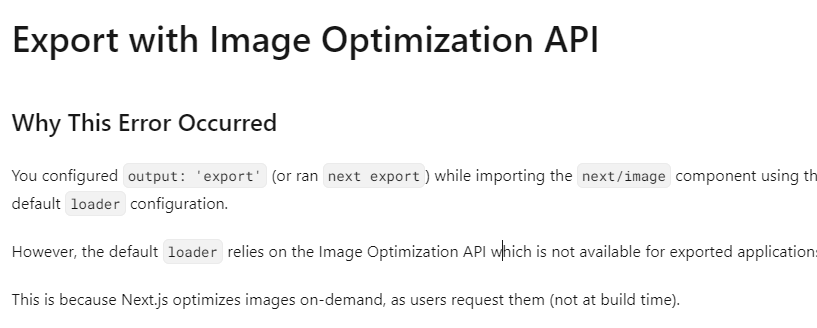 Export with Image Optimization API
Why This Error Occurred
You configured output: 'export' (or ran next export) while importing the next/image component using th
default loader configuration.
However, the default loader relies on the Image Optimization API which is not available for exported application
This is because Next.js optimizes images on-demand, as users request them (not at build time).